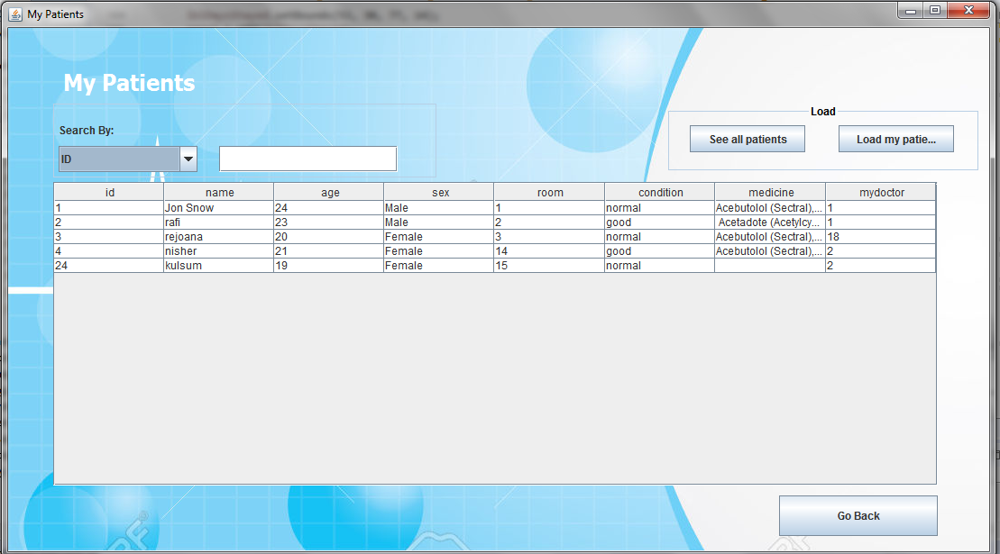 My Patients
My Patients
Load
Search By:
See all patients Load my patie...
ID
id name age sex room condition medicine mydoctor
1 Jon Snow 24 Male 1 normal Acebutolol (Sectral),... 1
2 rafi 23 Male 2 good Acetadote (Acetylcy... 1
3 rejoana 20 Female 3 normal Acebutolol (Sectral),... 18
4 nisher 21 Female 14 good Acebutolol (Sectral),... 2
24 kulsum 19 Female 15 normal 2
Go Back